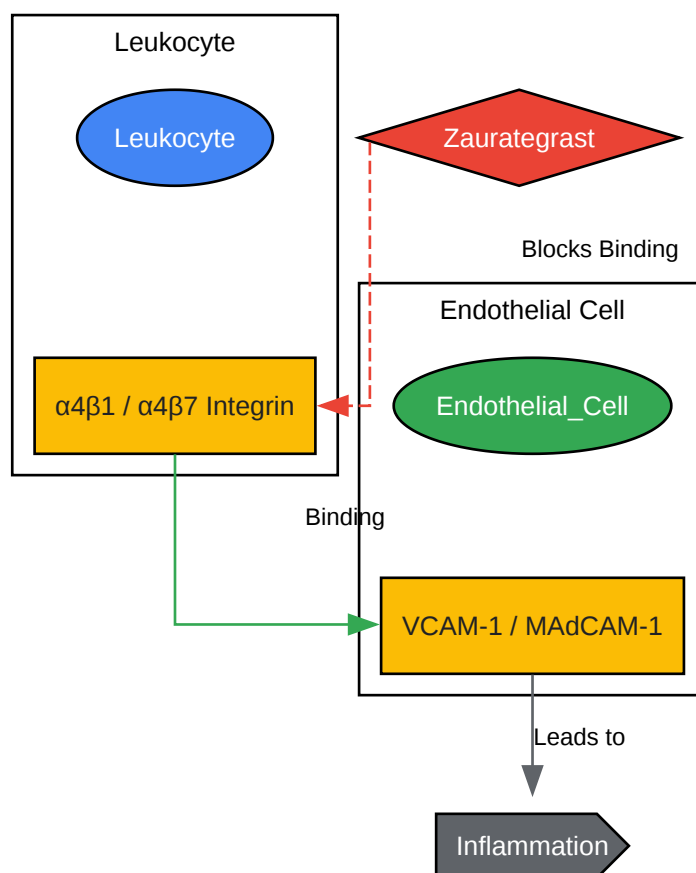 Leukocyte
Leukocyte
Zaurategrast
Blocks Binding
Endothelial Cell
α4β1 / α4β7 Integrin
Endothelial_Cell
Binding
VCAM-1 / MAdCAM-1
Leads to
Inflammation